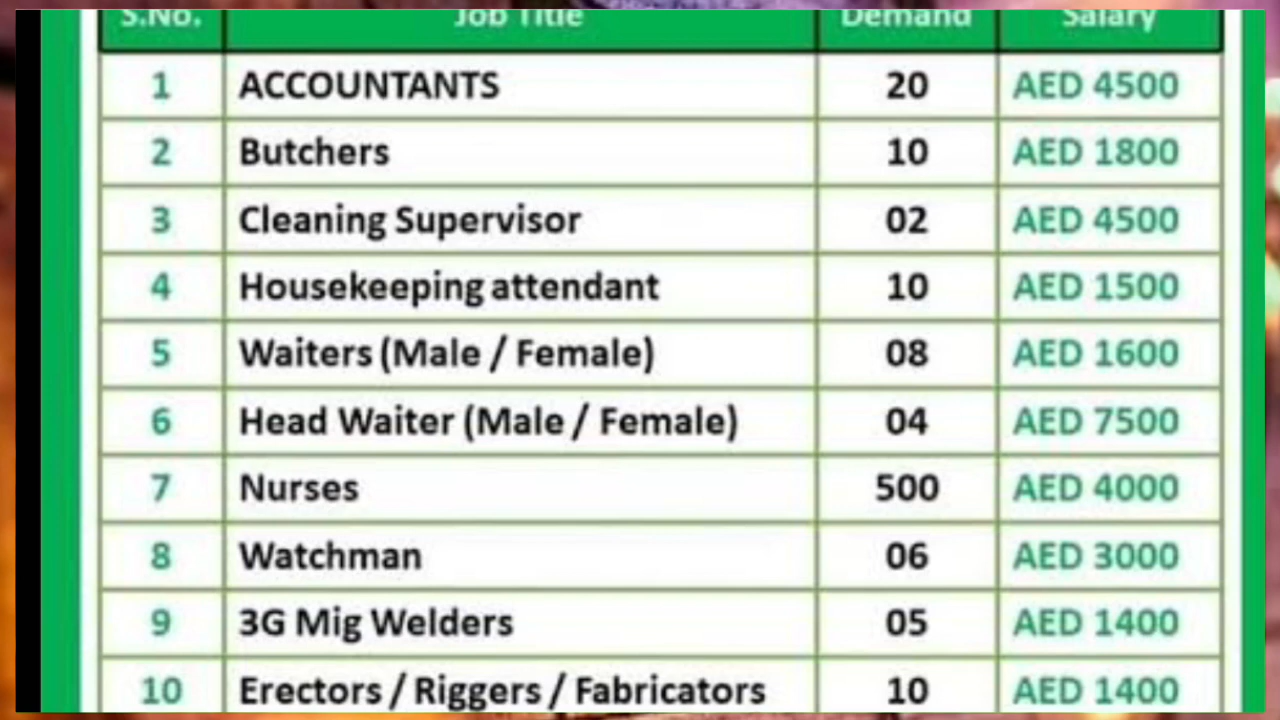 S.No. Job Title Demand Salary
1 ACCOUNTANTS 20 AED 4500
2 Butchers 10 AED 1800
3 Cleaning Supervisor 02 AED 4500
4 Housekeeping attendant 10 AED 1500
5 Waiters (Male / Female) 08 AED 1600
6 Head Waiter (Male / Female) 04 AED 7500
7 Nurses 500 AED 4000
8 Watchman 06 AED 3000
9 3G Mig Welders 05 AED 1400
10 Erectors / Riggers / Fabricators 10 AED 1400